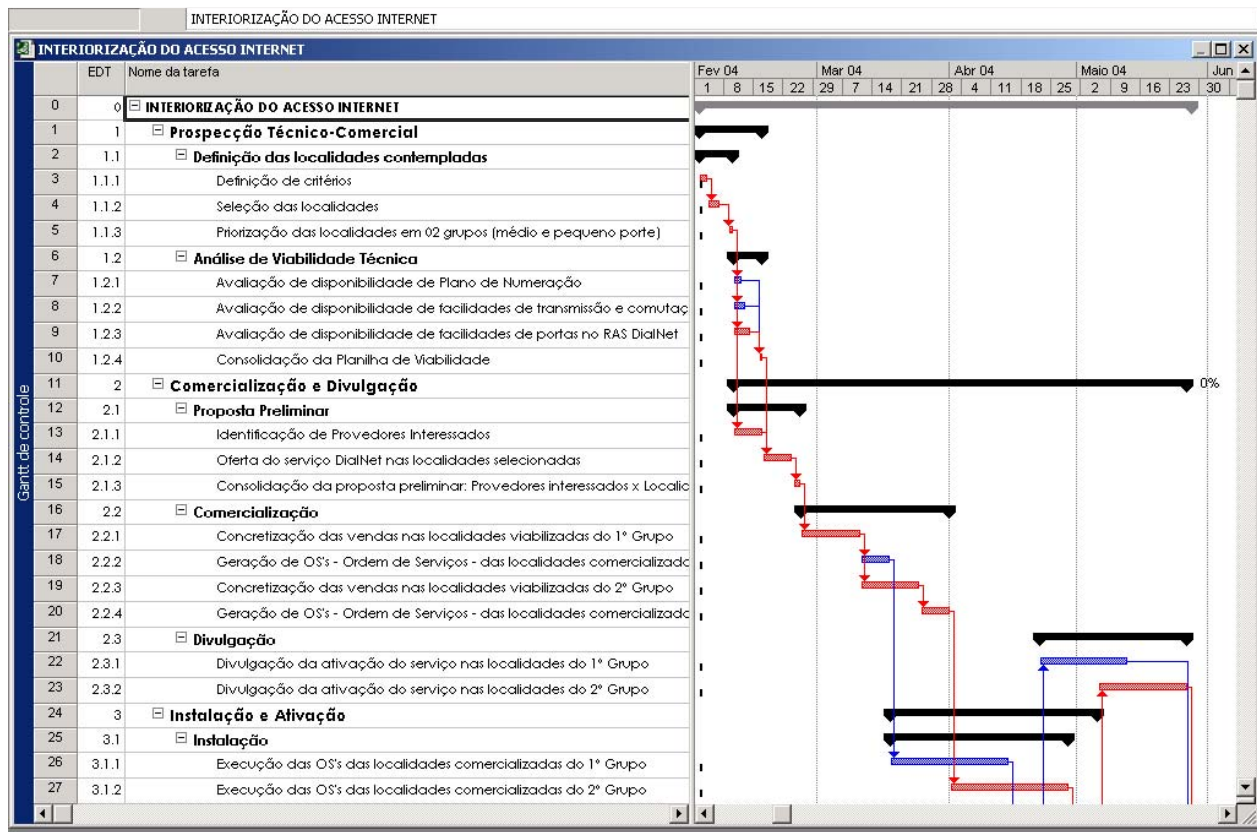 INTERIORIZAÇÃO DO ACESSO INTERNET
INTERIORIZAÇÃO DO ACESSO INTERNET
EDT Nome da tarefa Fev 04 Mar 04 Abr 04 Maio 04 Jun
1 8 15 22 29 7 14 21 28 4 11 18 25 2 9 16 23 30
0 0 INTERIORIZAÇÃO DO ACESSO INTERNET
1 1 Prospecção Técnico-Comercial
2 1.1 Definição das localidades contempladas
3 1.1.1 Definição de critérios
4 1.1.2 Seleção das localidades
5 1.1.3 Priorização das localidades em 02 grupos (médio e pequeno porte)
6 1.2 Análise de Viabilidade Técnica
7 1.2.1 Avaliação de disponibilidade de Plano de Numeração
8 1.2.2 Avaliação de disponibilidade de facilidades de transmissão e comutaç
9 1.2.3 Avaliação de disponibilidade de facilidades de portas no RAS DialNet
10 1.2.4 Consolidação da Planilha de Viabilidade
11 2 Comercialização e Divulgação 0%
12 2.1 Proposta Preliminar
13 2.1.1 Identificação de Provedores Interessados
14 2.1.2 Oferta do serviço DialNet nas localidades selecionadas
15 2.1.3 Consolidação da proposta preliminar: Provedores interessados x Localic
16 2.2 Comercialização
17 2.2.1 Concretização das vendas nas localidades viabilizadas do 1º Grupo
18 2.2.2 Geração de OS's - Ordem de Serviços - das localidades comercializadc
19 2.2.3 Concretização das vendas nas localidades viabilizadas do 2º Grupo
20 2.2.4 Geração de OS's - Ordem de Serviços - das localidades comercializadc
21 2.3 Divulgação
22 2.3.1 Divulgação da ativação do serviço nas localidades do 1º Grupo
23 2.3.2 Divulgação da ativação do serviço nas localidades do 2º Grupo
24 3 Instalação e Ativação
25 3.1 Instalação
26 3.1.1 Execução das OS's das localidades comercializadas do 1º Grupo
27 3.1.2 Execução das OS's das localidades comercializadas do 2º Grupo
Gantt de controle